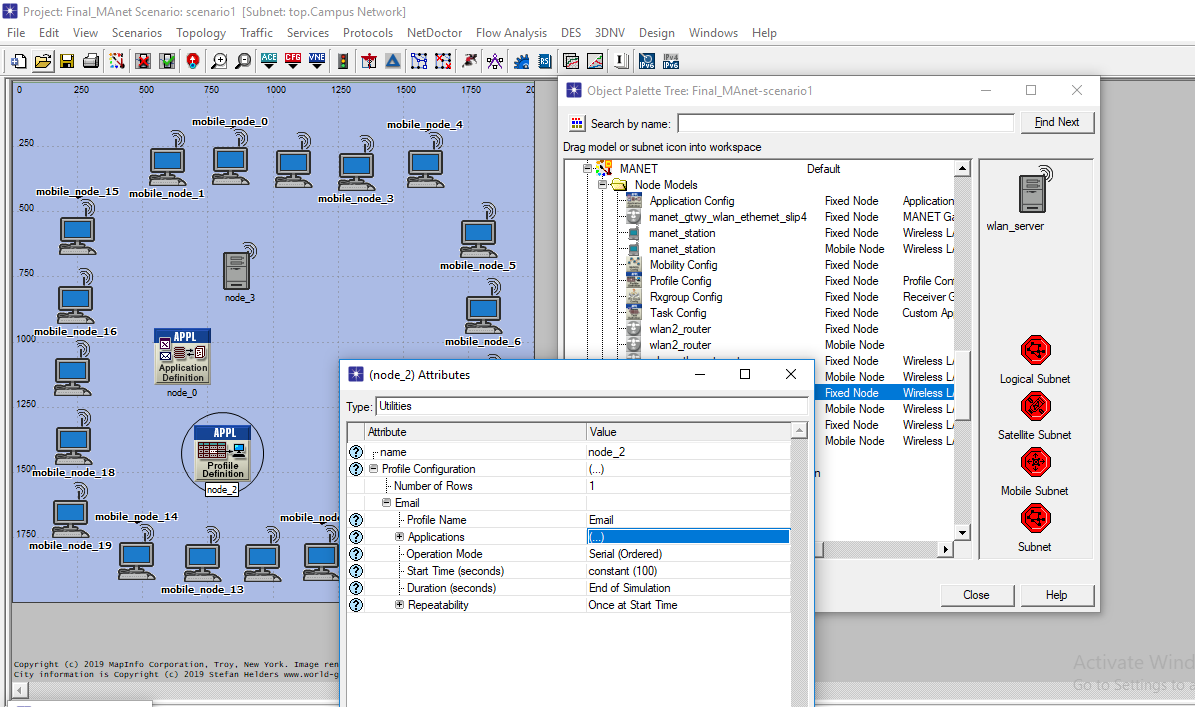 Project: Final_MAnet Scenario: scenario1 [Subnet: top.Campus Network]
File Edit View Scenarios Topology Traffic Services Protocols NetDoctor Flow Analysis DES 3DNV Design Windows Help
ACE CFG VNE
0 250 500 750 1000 1250 1500 1750
250
500
750
1000
1250
1500
1750
mobile_node_0
mobile_node_4
mobile_node_15
mobile_node_1
mobile_node_3
mobile_node_5
node_3
mobile_node_16
mobile_node_6
APPL
Application
Definition
node_0
APPL
Profile
Definition
node_2
mobile_node_18
mobile_node_14
mobile_node_19
mobile_node_13
Copyright (c) 2019 MapInfo Corporation, Troy, New York. Image ren
City information is Copyright (c) 2019 Stefan Helders www.world-g
Object Palette Tree: Final_MAnet-scenario1
Search by name:
Find Next
Drag model or subnet icon into workspace
MANET Default
Node Models
Application Config Fixed Node Application
manet_gtwy_wlan_ethernet_slip4 Fixed Node MANET Ga
manet_station Fixed Node Wireless LA
manet_station Mobile Node Wireless LA
Mobility Config Fixed Node
Profile Config Fixed Node Profile Con
Rxgroup Config Fixed Node Receiver G
Task Config Fixed Node Custom Ap
wlan2_router Fixed Node
wlan2_router Mobile Node
Fixed Node Wireless LA
Mobile Node Wireless LA
Fixed Node Wireless LA
Mobile Node Wireless LA
Fixed Node Wireless LA
Mobile Node Wireless LA
wlan_server
Logical Subnet
Satellite Subnet
Mobile Subnet
Subnet
Close
Help
(node_2) Attributes
Type: Utilities
Attribute Value
name node_2
Profile Configuration (...)
Number of Rows 1
Email
Profile Name Email
Applications (...)
Operation Mode Serial (Ordered)
Start Time (seconds) constant (100)
Duration (seconds) End of Simulation
Repeatability Once at Start Time
Activate Wind
Go to Settings to a